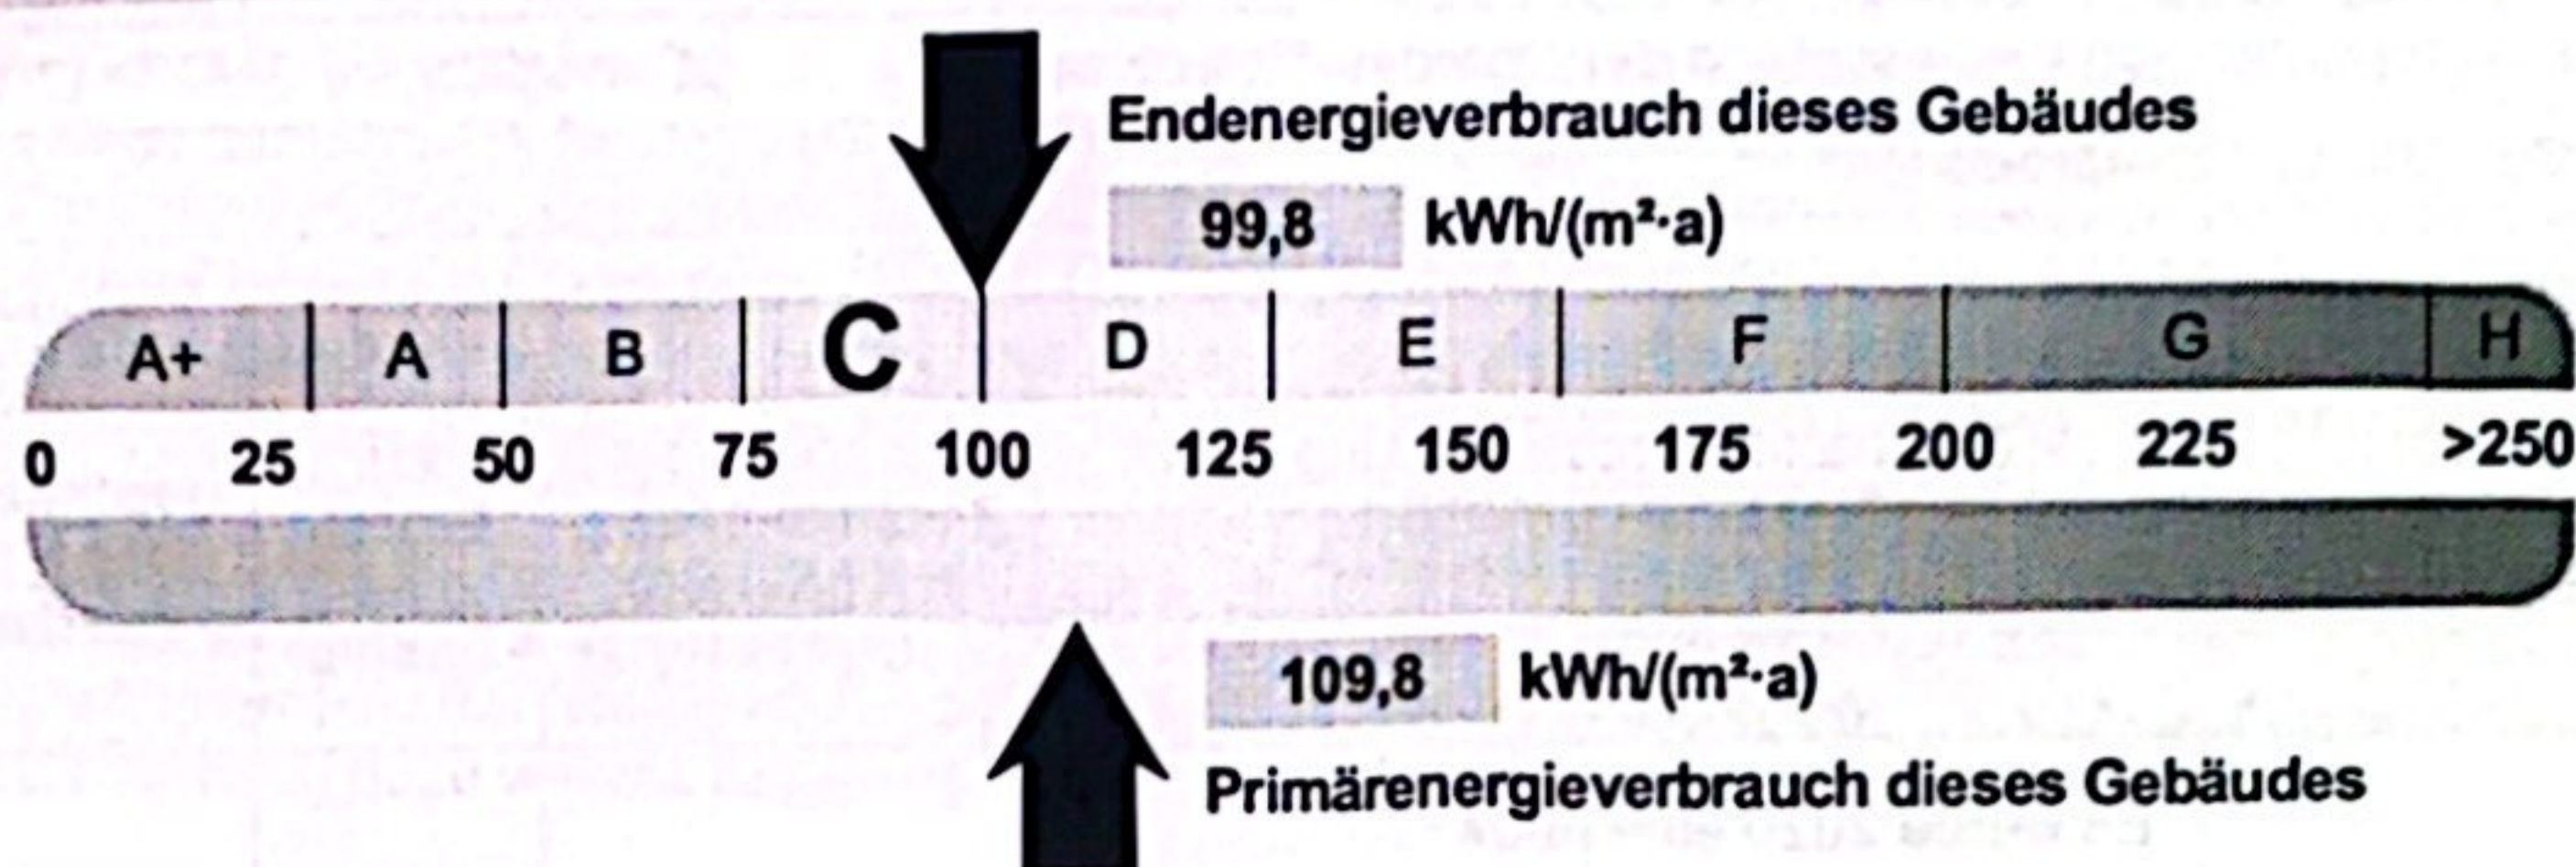 Endenergieverbrauch dieses Gebäudes
99,8 kWh/(m²·a)
A+ A B C D E F G H
0 25 50 75 100 125 150 175 200 225 >250
109,8 kWh/(m²·a)
Primärenergieverbrauch dieses Gebäudes